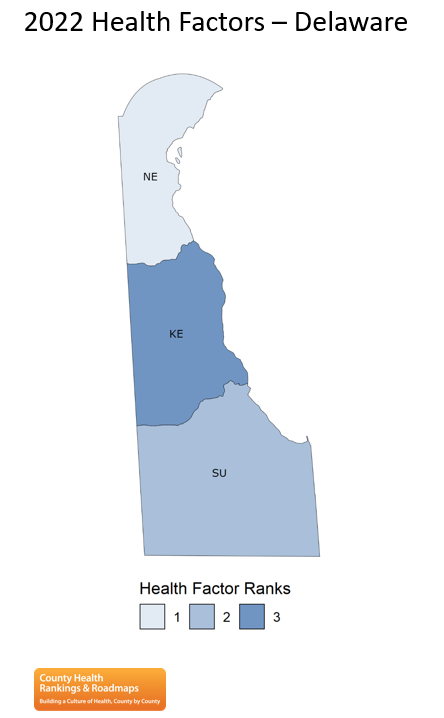 2022 Health Factors – Delaware
NE
KE
SU
Health Factor Ranks
1 2 3
County Health
Rankings & Roadmaps
Building a Culture of Health, County by County